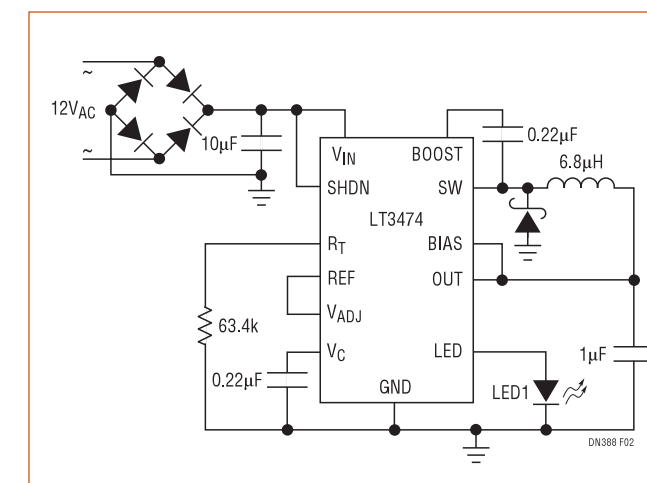 ~
12VAC
~
10µF
VIN
BOOST
0.22µF
6.8µH
SHDN
SW
LT3474
RT
BIAS
REF
OUT
VADJ
63.4k
VC
LED
1µF
0.22µF
GND
LED1
DN388 F02